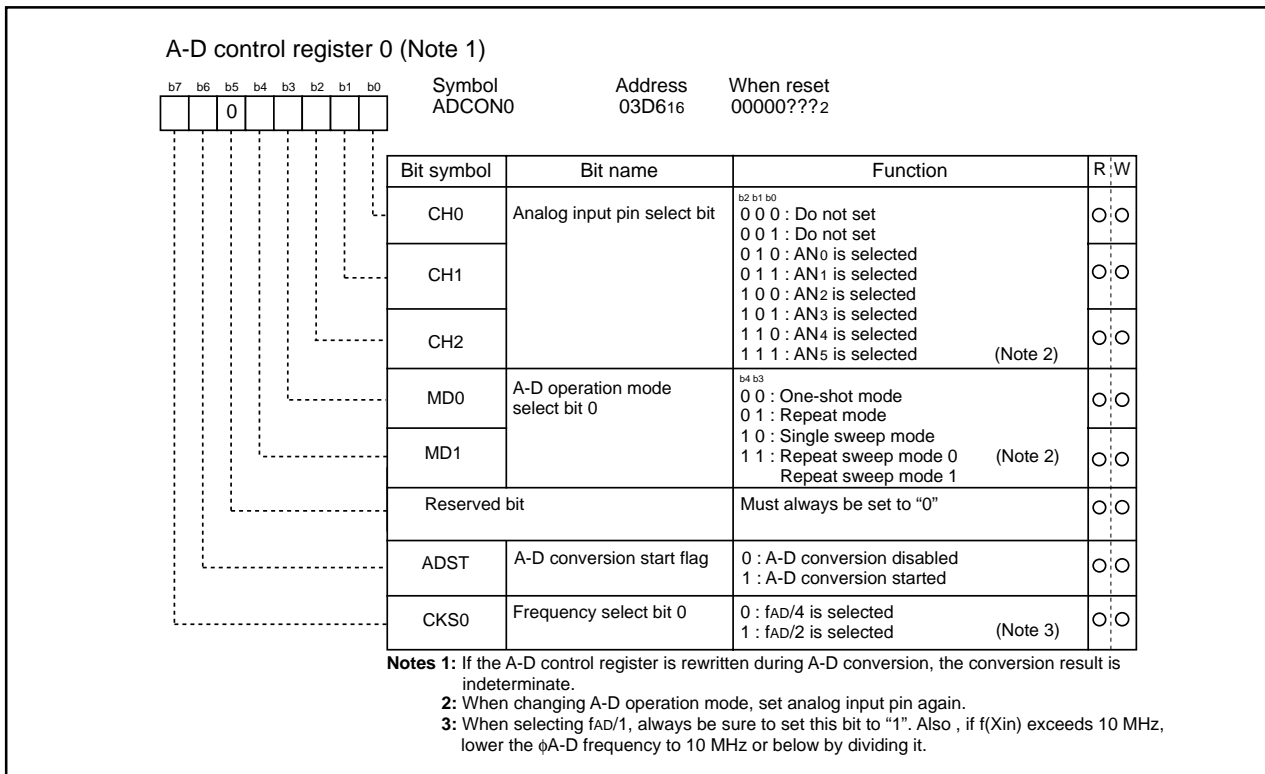 A-D control register 0 (Note 1)
b7 b6 b5 b4 b3 b2 b1 b0
0
Symbol Address When reset
ADCON0 03D616 00000???2
Bit symbol Bit name Function R W
CH0 Analog input pin select bit
b2 b1 b0
0 0 0 : Do not set
0 0 1 : Do not set
0 1 0 : AN0 is selected
CH1
0 1 1 : AN1 is selected
1 0 0 : AN2 is selected
1 0 1 : AN3 is selected
CH2
1 1 0 : AN4 is selected
1 1 1 : AN5 is selected (Note 2)
MD0 A-D operation mode
select bit 0
b4 b3
0 0 : One-shot mode
0 1 : Repeat mode
MD1
1 0 : Single sweep mode
1 1 : Repeat sweep mode 0 (Note 2)
Repeat sweep mode 1
Reserved bit Must always be set to “0”
ADST A-D conversion start flag 0 : A-D conversion disabled
1 : A-D conversion started
CKS0 Frequency select bit 0 0 : fAD/4 is selected
1 : fAD/2 is selected (Note 3)
Notes 1: If the A-D control register is rewritten during A-D conversion, the conversion result is
indeterminate.
2: When changing A-D operation mode, set analog input pin again.
3: When selecting fAD/1, always be sure to set this bit to “1”. Also , if f(Xin) exceeds 10 MHz,
lower the ϕA-D frequency to 10 MHz or below by dividing it.